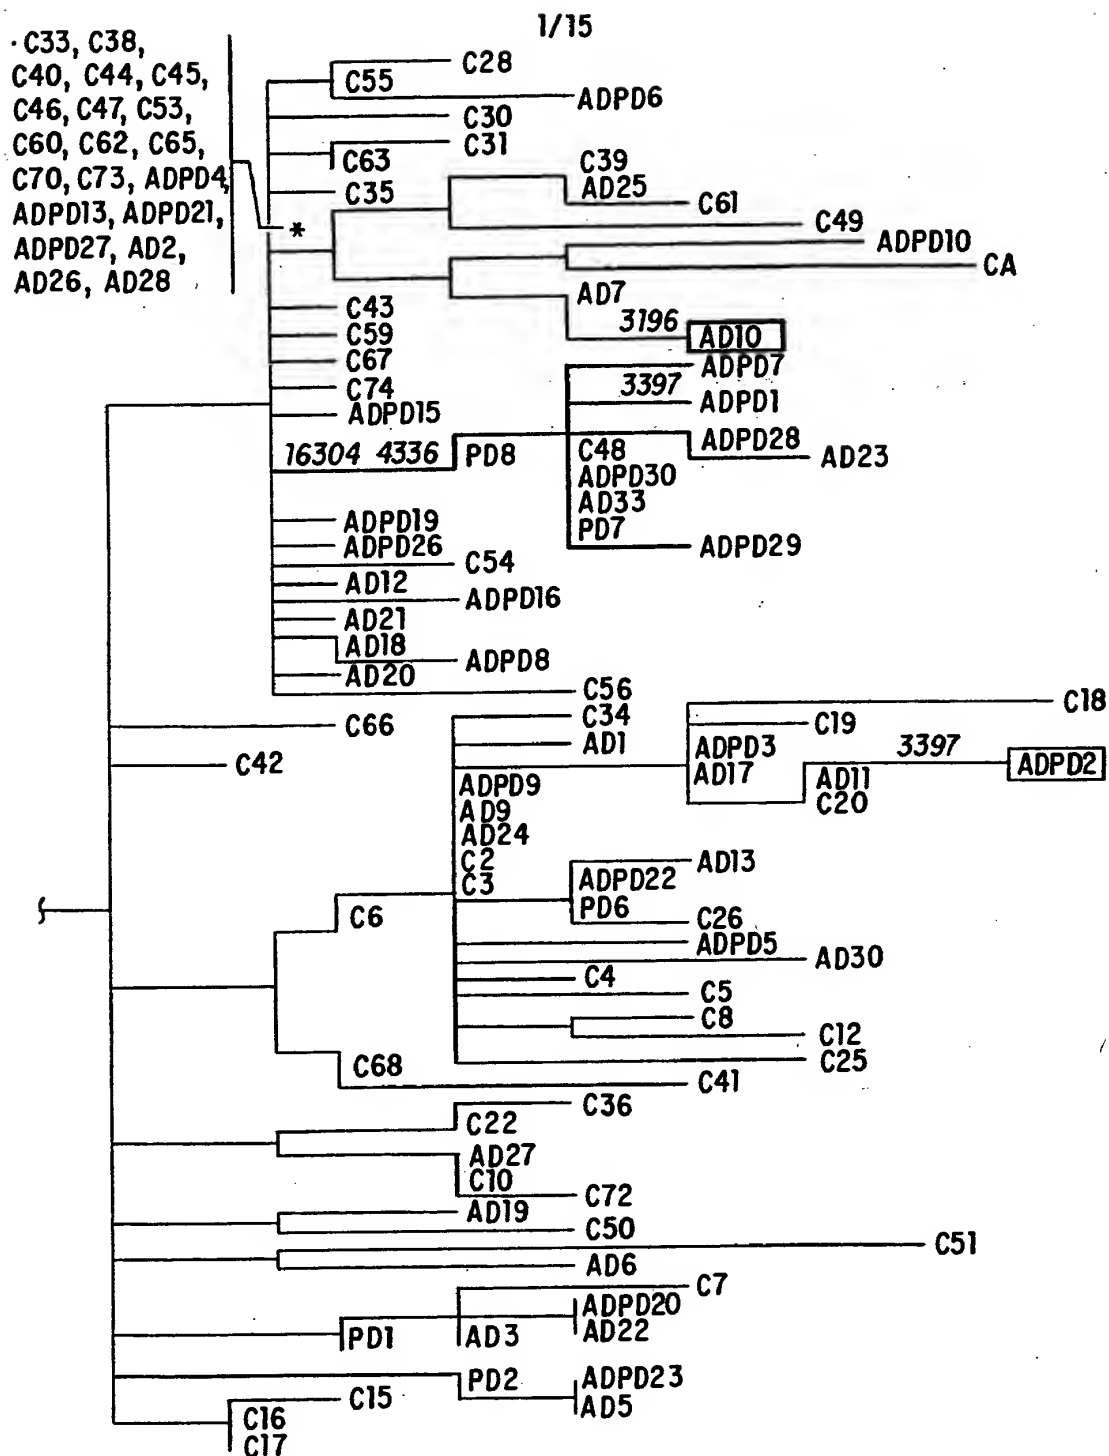 1/15
C33, C38,
C40, C44, C45,
C46, C47, C53,
C60, C62, C65,
C70, C73, ADPD4,
ADPD13, ADPD21,
ADPD27, AD2,
AD26, AD28
C28
C55
ADPD6
C30
C31
C63
C39
AD25
C35
C61
*
C49
ADPD10
CA
AD7
C43
3196
AD10
C59
C67
ADPD7
3397
C74
ADPD1
ADPD15
16304 4336
PD8
ADPD28
C48
AD23
ADPD30
AD33
PD7
ADPD19
ADPD26
ADPD29
C54
AD12
ADPD16
AD21
AD18
ADPD8
AD20
C56
C18
C34
C19
C66
AD1
ADPD3
3397
C42
AD17
AD11
ADPD2
C20
ADPD9
AD9
AD24
C2
C3
AD13
ADPD22
PD6
C6
C26
ADPD5
AD30
C4
C5
C8
C12
C25
C68
C41
C36
C22
AD27
C10
C72
AD19
C50
C51
AD6
C7
ADPD20
AD22
PD1
AD3
PD2
ADPD23
AD5
C15
C16
C17